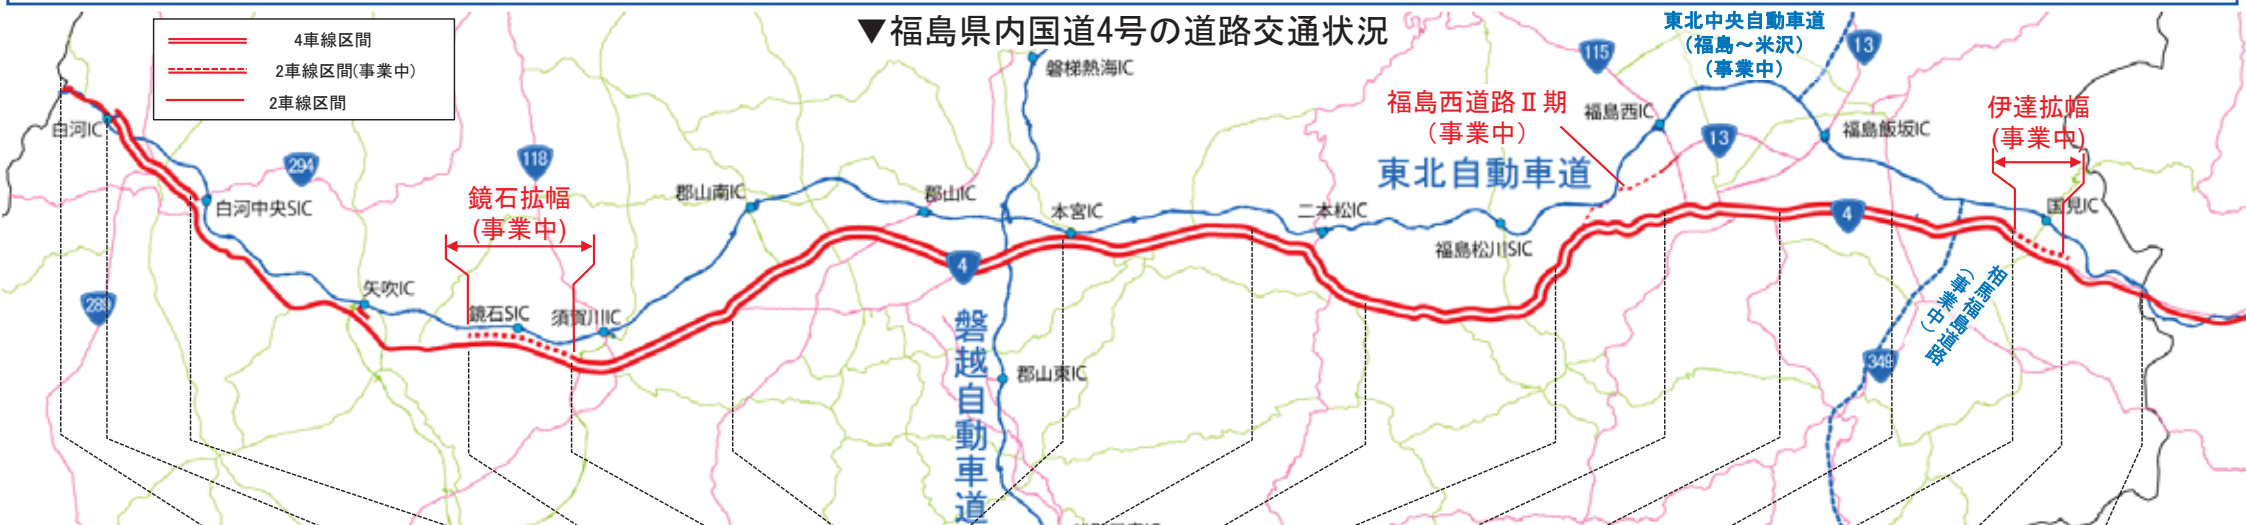 ▼福島県内国道4号の道路交通状況
4車線区間
2車線区間(事業中)
2車線区間
東北中央自動車道
(福島～米沢)
(事業中)
115
13
磐梯熱海IC
福島西道路Ⅱ期
(事業中)
福島西IC
13
福島飯坂IC
伊達拡幅
(事業中)
白河IC
294
118
東北自動車道
鏡石拡幅
(事業中)
白河中央SIC
郡山南IC
郡山IC
本宮IC
二本松IC
福島松川SIC
4
国見IC
4
289
矢吹IC
鏡石SIC
須賀川IC
相馬福島道路
(事業中)
349
磐越自動車道
郡山東IC